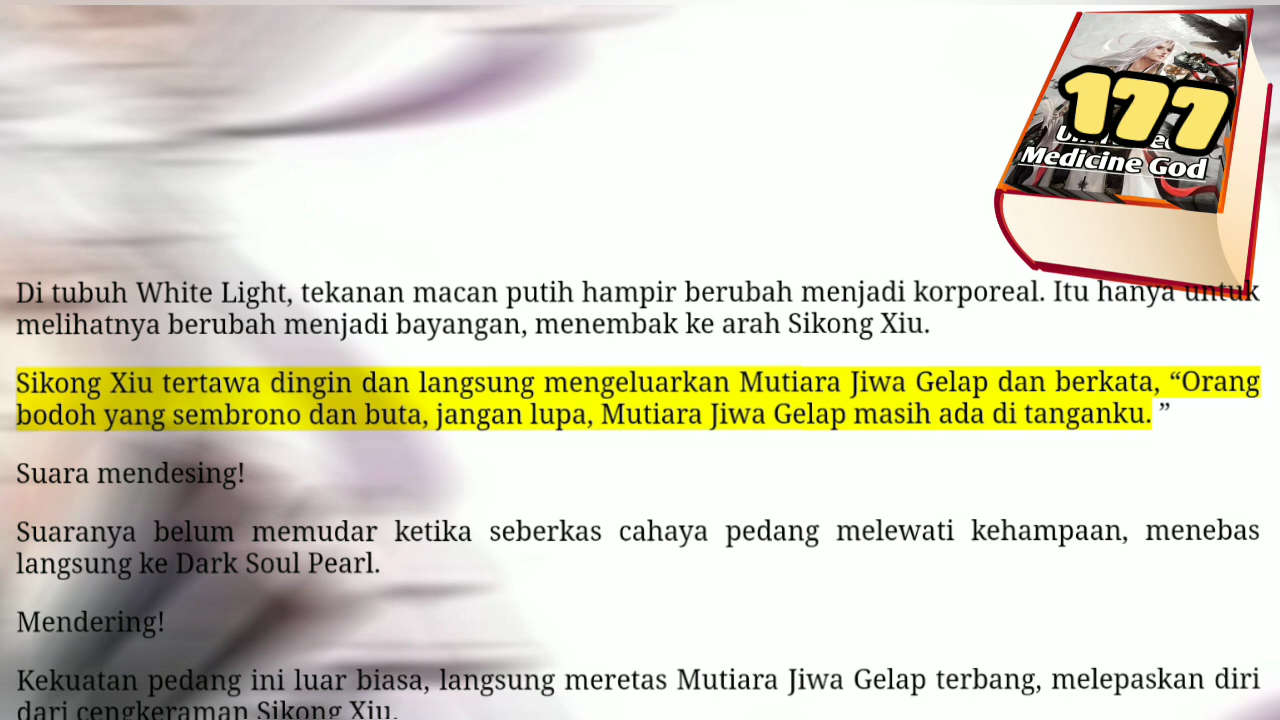 177
Medicine God
Di tubuh White Light, tekanan macan putih hampir berubah menjadi korporeal. Itu hanya untuk
melihatnya berubah menjadi bayangan, menembak ke arah Sikong Xiu.
Sikong Xiu tertawa dingin dan langsung mengeluarkan Mutiara Jiwa Gelap dan berkata, “Orang
bodoh yang sembrono dan buta, jangan lupa, Mutiara Jiwa Gelap masih ada di tanganku. ”
Suara mendesing!
Suaranya belum memudar ketika seberkas cahaya pedang melewati kehampaan, menebas
langsung ke Dark Soul Pearl.
Mendering!
Kekuatan pedang ini luar biasa, langsung meretas Mutiara Jiwa Gelap terbang, melepaskan diri
dari cengkeraman Sikong Xiu.